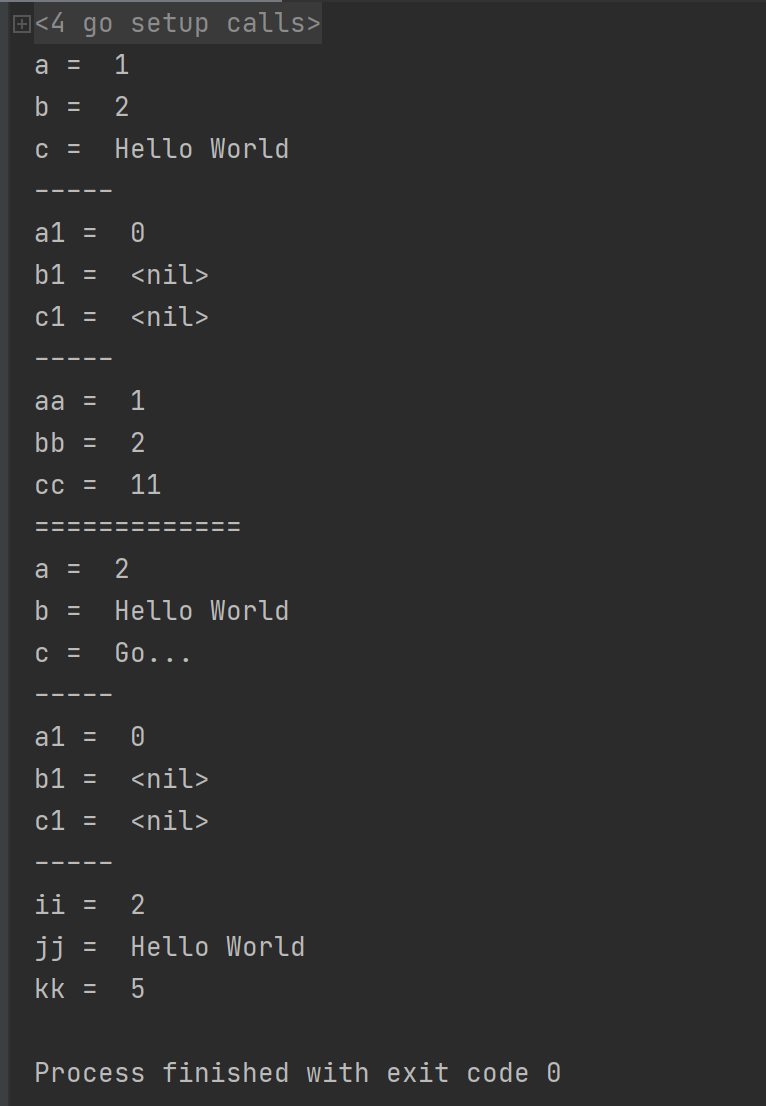 <4 go setup calls>
a =  1
b =  2
c =  Hello World
-----
a1 =  0
b1 =  <nil>
c1 =  <nil>
-----
aa =  1
bb =  2
cc =  11
=============
a =  2
b =  Hello World
c =  Go...
-----
a1 =  0
b1 =  <nil>
c1 =  <nil>
-----
ii =  2
jj =  Hello World
kk =  5
Process finished with exit code 0